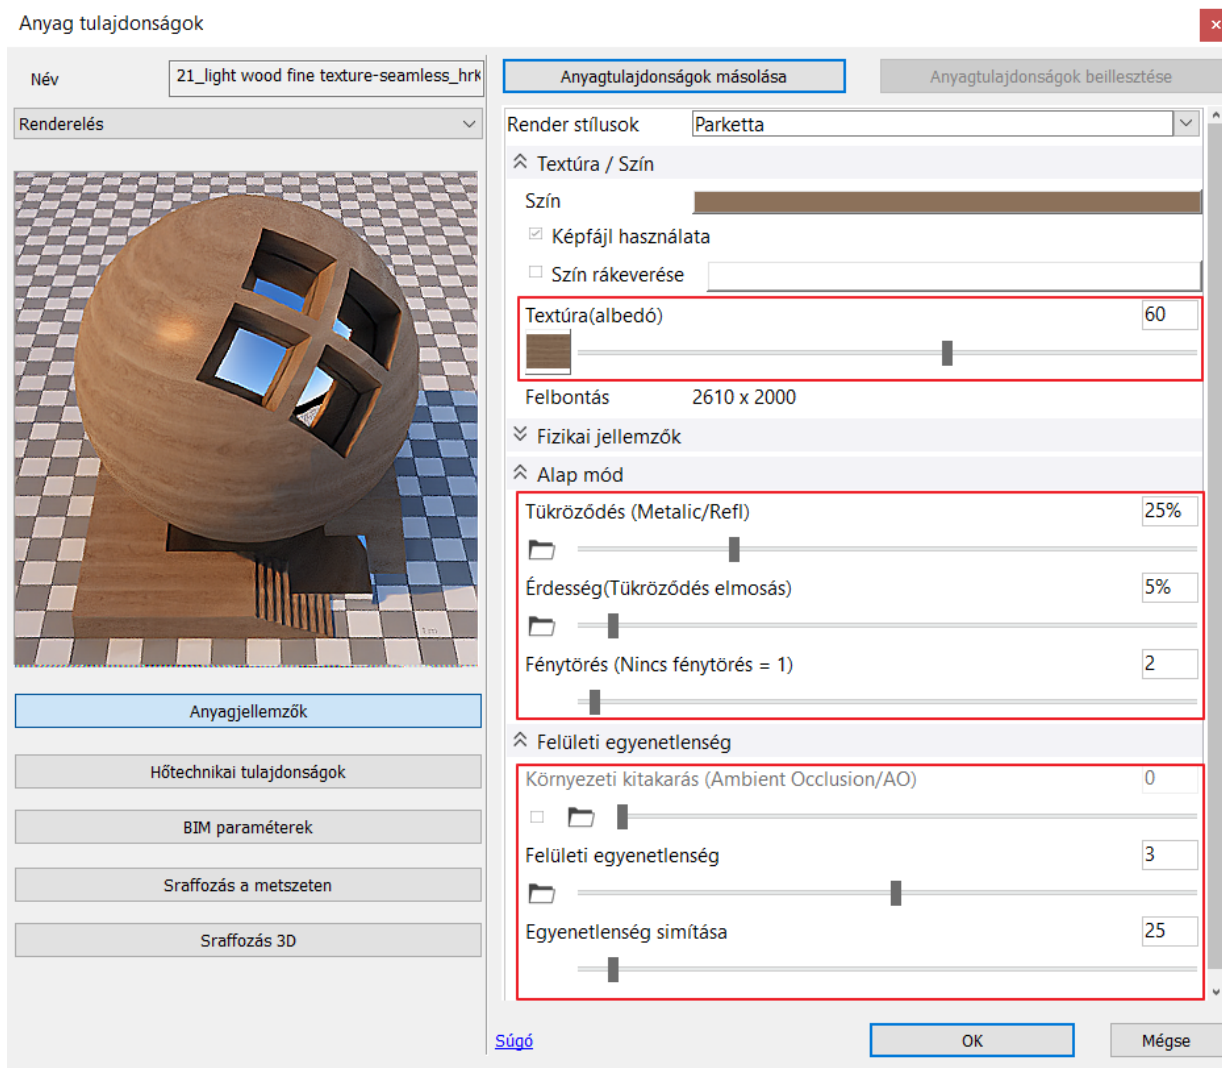 Anyag tulajdonságok
Név
21_light wood fine texture-seamless_hrk
Renderelés
Anyagjellemzők
Hőtechnikai tulajdonságok
BIM paraméterek
Sraffozás a metszeten
Sraffozás 3D
Anyagtulajdonságok másolása
Anyagtulajdonságok beillesztése
Render stílusok Parketta
Textúra / Szín
Szín
Képfájl használata
Szín rákeverése
Textúra(albedó) 60
Felbontás 2610 x 2000
Fizikai jellemzők
Alap mód
Tükröződés (Metalic/Refl) 25%
Érdesség(Tükröződés elmosás) 5%
Fénytörés (Nincs fénytörés = 1) 2
Felületi egyenetlenség
Környezeti kitakarás (Ambient Occlusion/AO) 0
Felületi egyenetlenség 3
Egyenetlenség simítása 25
Súgó
OK
Mégse